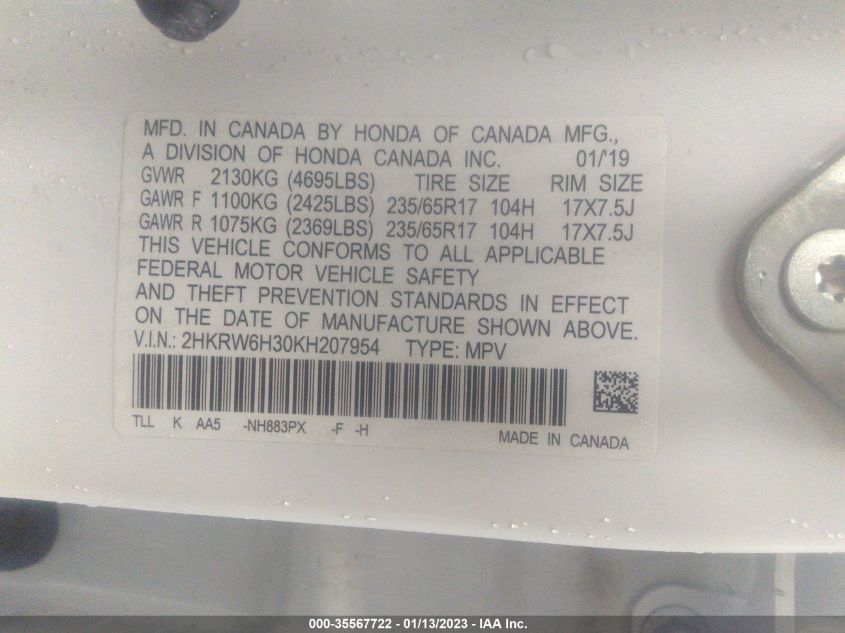 MFD. IN CANADA BY HONDA OF CANADA MFG.,
A DIVISION OF HONDA CANADA INC. 01/'19
GVWR 2130KG (4695LBS) TIRE SIZE RIM SIZE
GAWR F 1100KG (2425LBS) 235/65R17 104H 17X7.5J
GAWR R 1075KG (2369LBS) 235/65R17 104H 17X7.5J
THIS VEHICLE CONFORMS TO ALL APPLICABLE
FEDERAL MOTOR VEHICLE SAFETY
AND THEFT PREVENTION STANDARDS IN EFFECT
ON THE DATE OF MANUFACTURE SHOWN ABOVE.
V.I.N.: 2HKRW6H30KH207954 TYPE: MPV
TLL K AA5 -NH883PX -F -H
MADE IN CANADA
000-35567722 - 01/13/2023 - IAA Inc.